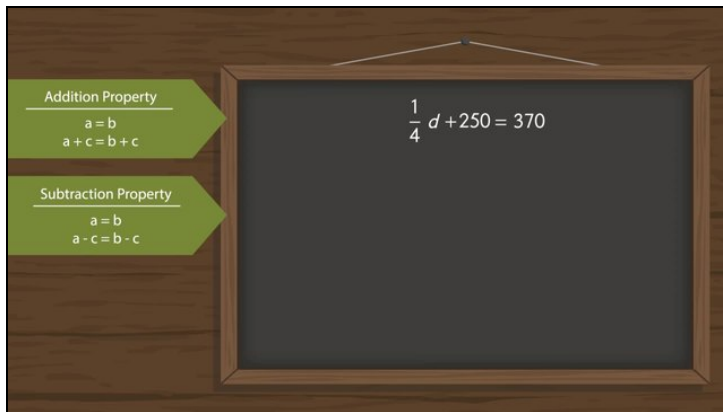 Addition Property
a = b
a + c = b + c
Subtraction Property
a = b
a - c = b - c
1/4 d + 250 = 370